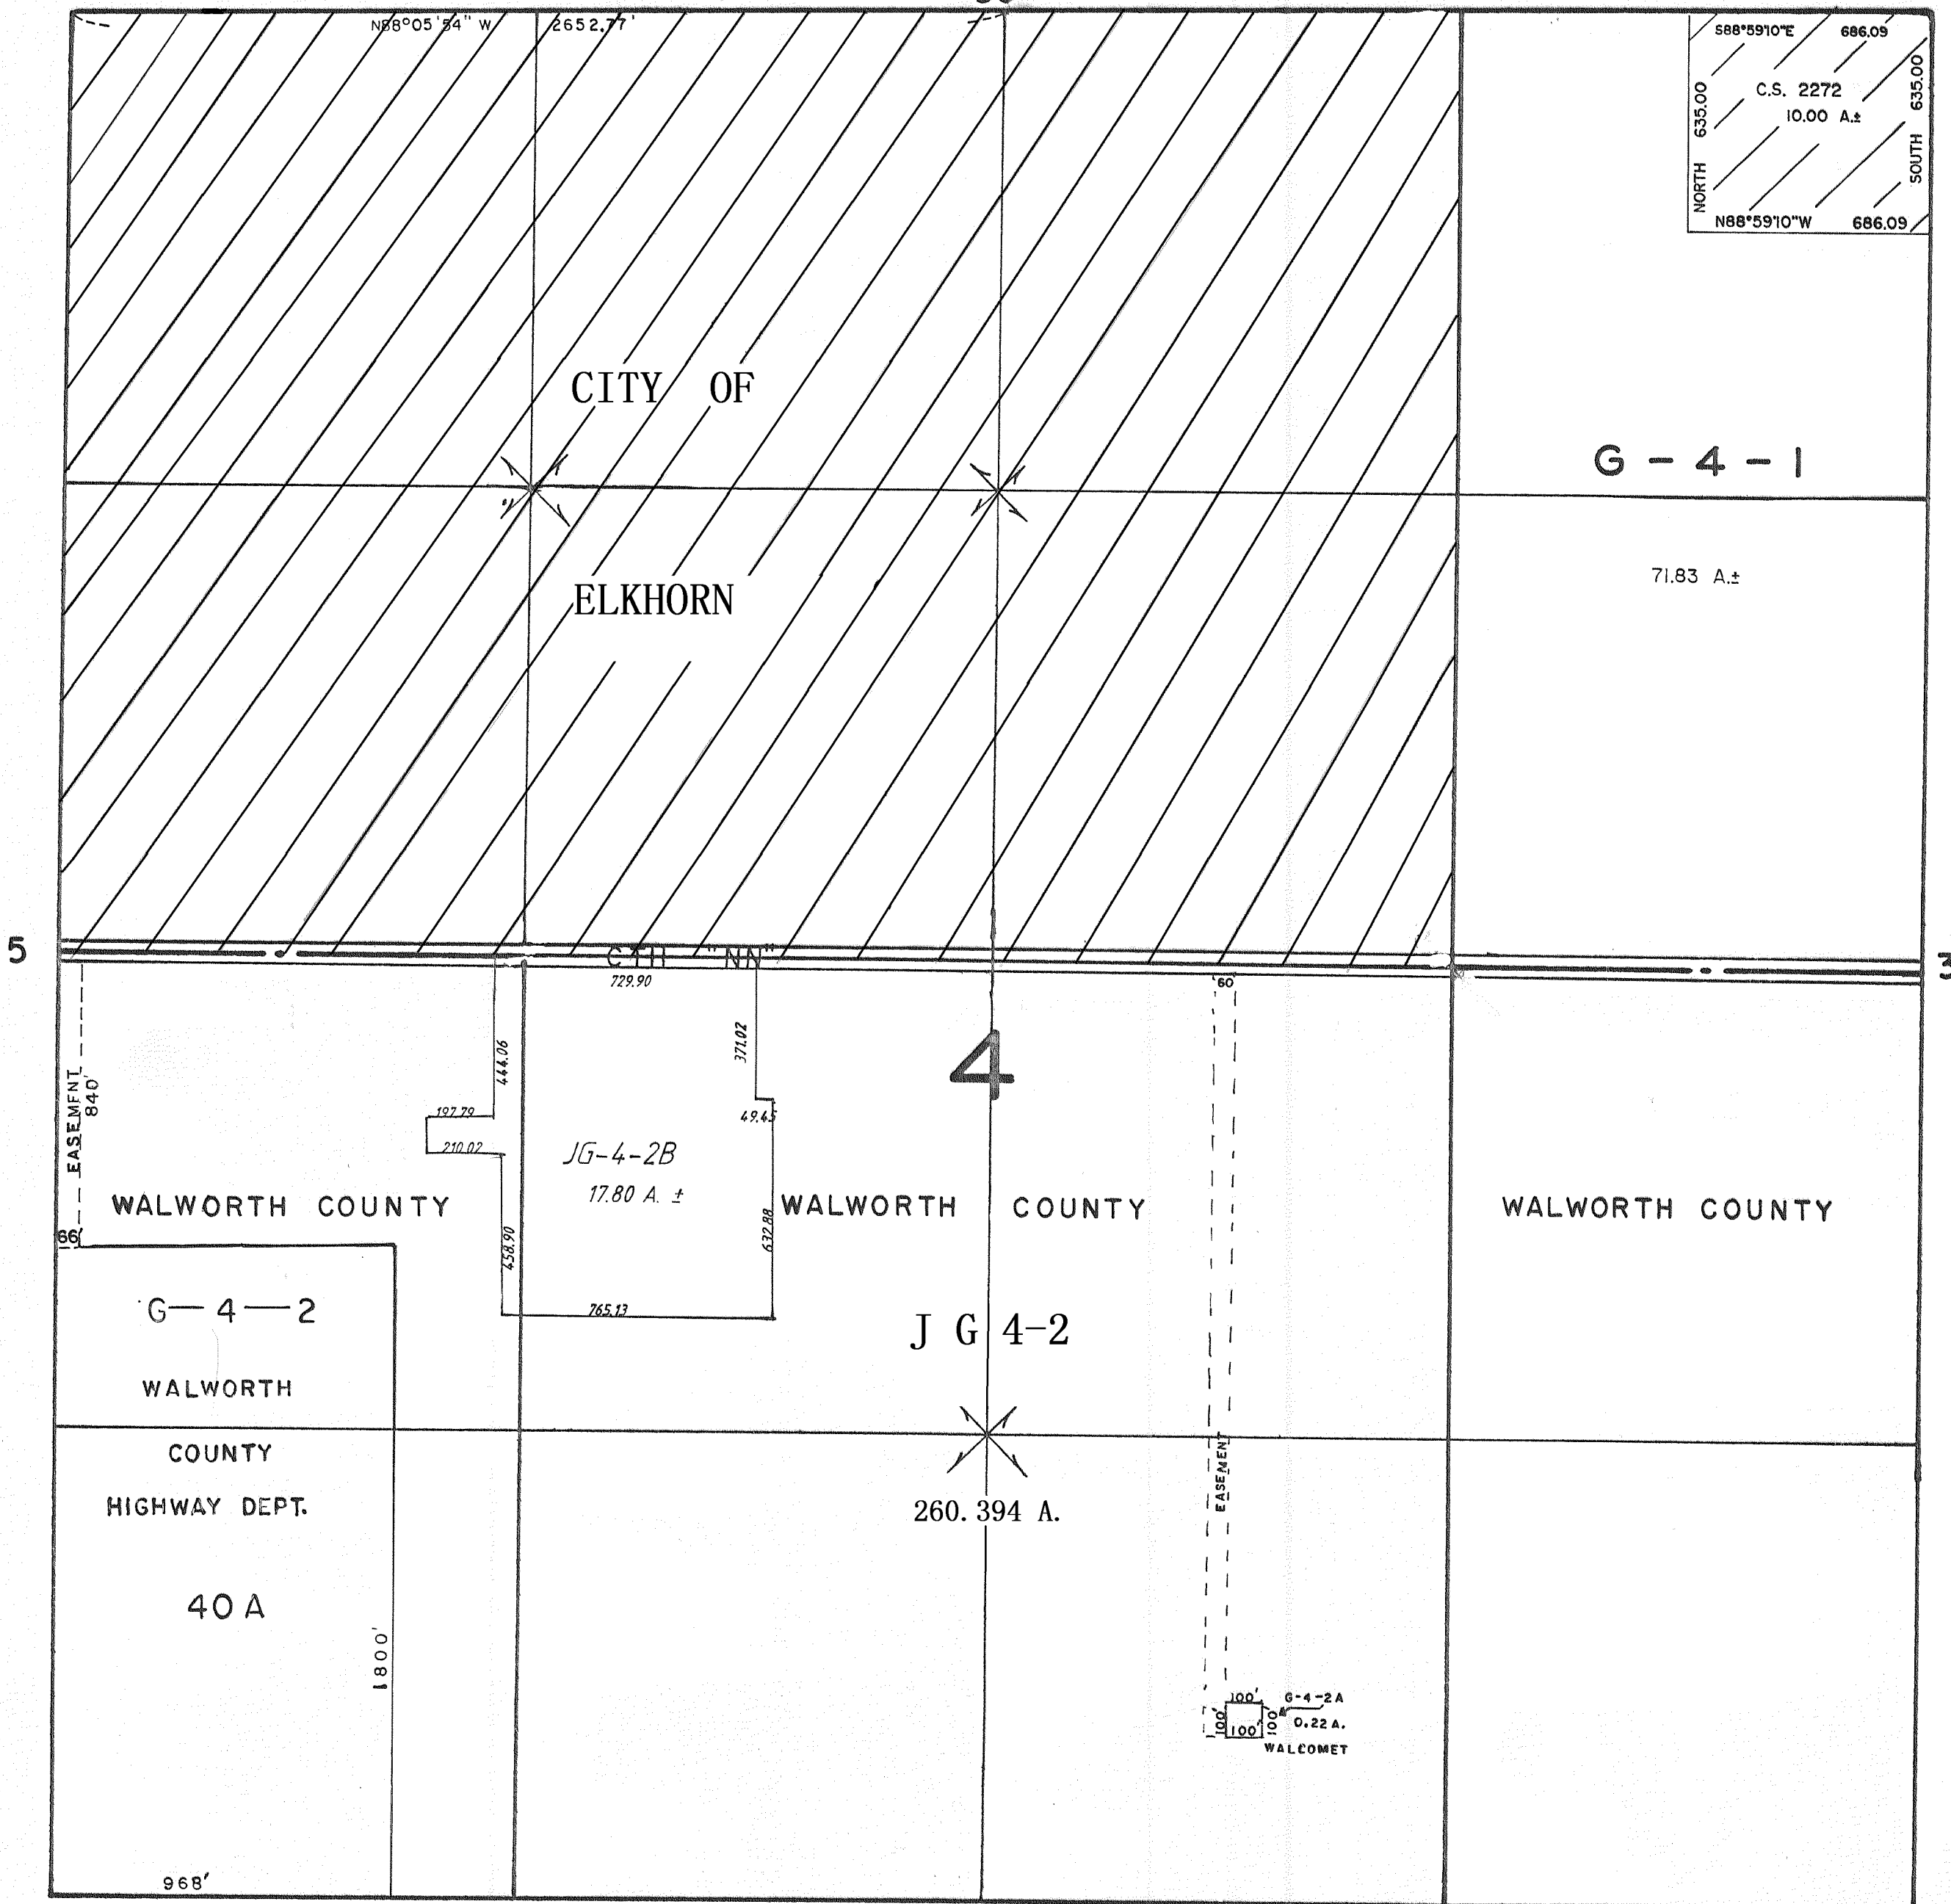 N88°05'54" W 2652.77'
S88°59'10"E 686.09
C.S. 2272
10.00 A.±
NORTH 635.00
SOUTH 635.00
N88°59'10"W 686.09
CITY OF
ELKHORN
G - 4 - 1
71.83 A.±
5
CTH "NN"
3
729.90
60'
444.06
371.02
4
EASEMENT
840'
197.79
49.45
210.02
JG-4-2B
17.80 A. ±
WALWORTH COUNTY
WALWORTH COUNTY
WALWORTH COUNTY
66'
458.90
632.88
765.13
G-4-2
J G 4-2
WALWORTH
COUNTY
HIGHWAY DEPT.
40 A
260.394 A.
EASEMENT
1800'
100'
G-4-2A
100'
100'
100'
0.22 A.
WALCOMET
968'